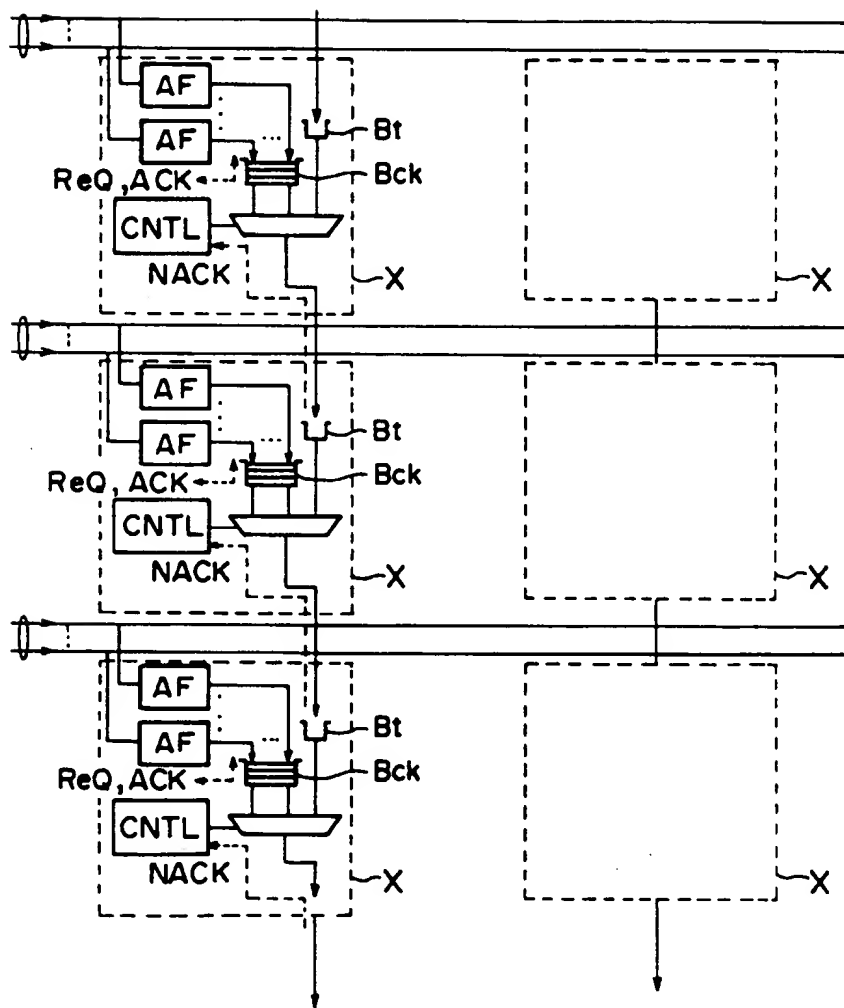 AF
AF
Bt
ReQ, ACK
Bck
CNTL
NACK
X
X
AF
AF
Bt
ReQ, ACK
Bck
CNTL
NACK
X
X
AF
AF
Bt
ReQ, ACK
Bck
CNTL
NACK
X
X